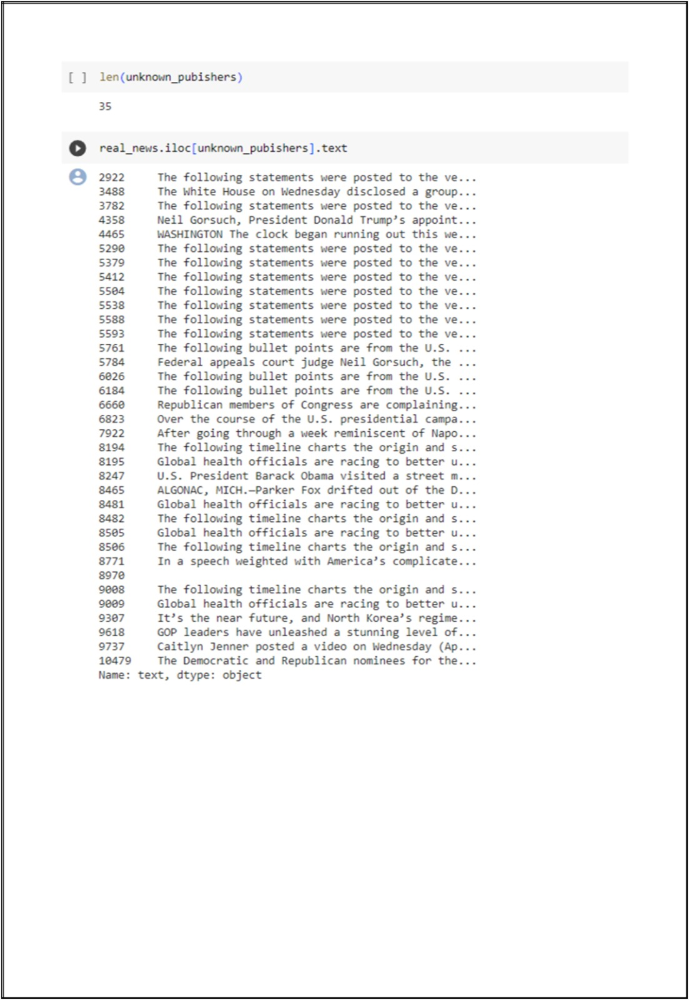 [ ] len(unknown_pubishers)
35
real_news.iloc[unknown_pubishers].text
2922 The following statements were posted to the ve...
3488 The White House on Wednesday disclosed a group...
3782 The following statements were posted to the ve...
4358 Neil Gorsuch, President Donald Trump’s appoint...
4465 WASHINGTON The clock began running out this we...
5290 The following statements were posted to the ve...
5379 The following statements were posted to the ve...
5412 The following statements were posted to the ve...
5504 The following statements were posted to the ve...
5538 The following statements were posted to the ve...
5588 The following statements were posted to the ve...
5593 The following statements were posted to the ve...
5761 The following bullet points are from the U.S. ...
5784 Federal appeals court judge Neil Gorsuch, the ...
6026 The following bullet points are from the U.S. ...
6184 The following bullet points are from the U.S. ...
6660 Republican members of Congress are complaining...
6823 Over the course of the U.S. presidential campa...
7922 After going through a week reminiscent of Napo...
8194 The following timeline charts the origin and s...
8195 Global health officials are racing to better u...
8247 U.S. President Barack Obama visited a street m...
8465 ALGONAC, MICH.—Parker Fox drifted out of the D...
8481 Global health officials are racing to better u...
8482 The following timeline charts the origin and s...
8505 Global health officials are racing to better u...
8506 The following timeline charts the origin and s...
8771 In a speech weighted with America’s complicate...
8970
9008 The following timeline charts the origin and s...
9009 Global health officials are racing to better u...
9307 It’s the near future, and North Korea’s regime...
9618 GOP leaders have unleashed a stunning level of...
9737 Caitlyn Jenner posted a video on Wednesday (Ap...
10479 The Democratic and Republican nominees for the...
Name: text, dtype: object